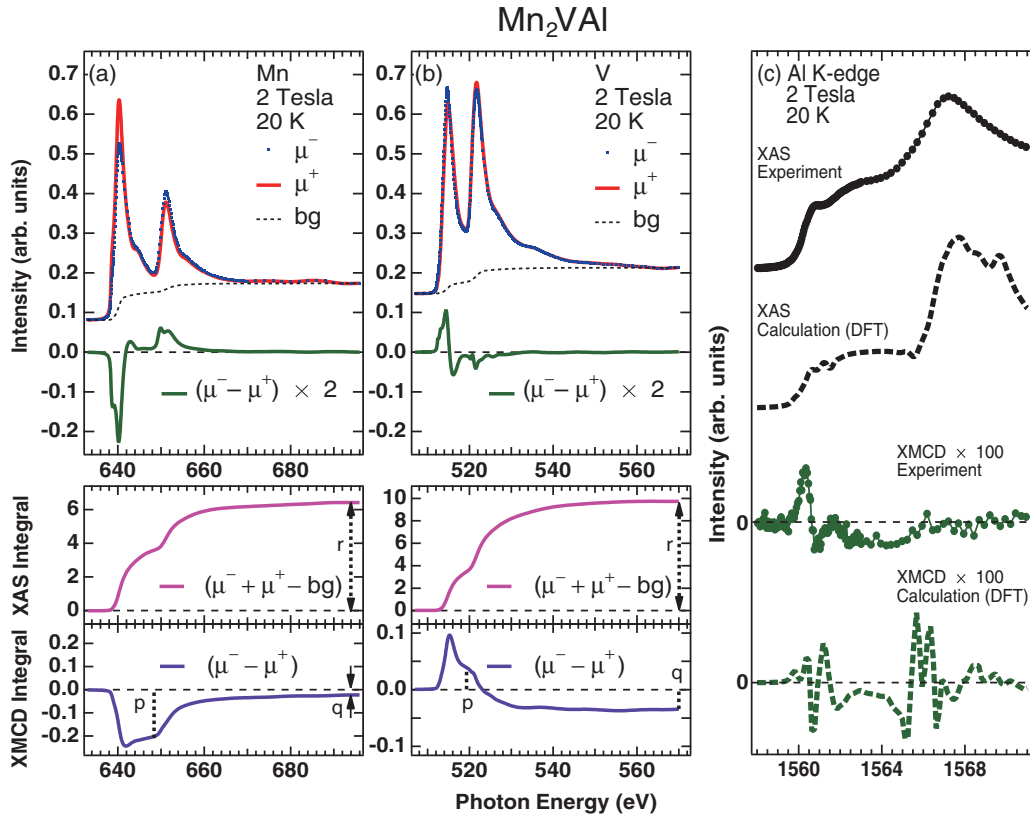 Mn₂VAl
(a)
Mn
2 Tesla
20 K
μ⁻
μ⁺
bg
(μ⁻ − μ⁺) × 2
Intensity (arb. units)
0.7
0.6
0.5
0.4
0.3
0.2
0.1
0.0
-0.1
-0.2
640
660
680
(b)
V
2 Tesla
20 K
μ⁻
μ⁺
bg
(μ⁻ − μ⁺) × 2
0.7
0.6
0.5
0.4
0.3
0.2
0.1
0.0
-0.1
-0.2
520
540
560
XAS Integral
6
4
2
0
(μ⁻ + μ⁺ − bg)
r
10
8
6
4
2
0
(μ⁻ + μ⁺ − bg)
r
XMCD Integral
0.2
0.1
0.0
-0.1
-0.2
(μ⁻ − μ⁺)
p
q
640
660
680
0.1
0.0
-0.1
(μ⁻ − μ⁺)
p
q
520
540
560
Photon Energy (eV)
(c) Al K-edge
2 Tesla
20 K
XAS
Experiment
XAS
Calculation (DFT)
XMCD × 100
Experiment
XMCD × 100
Calculation (DFT)
Intensity (arb. units)
0
0
1560
1564
1568